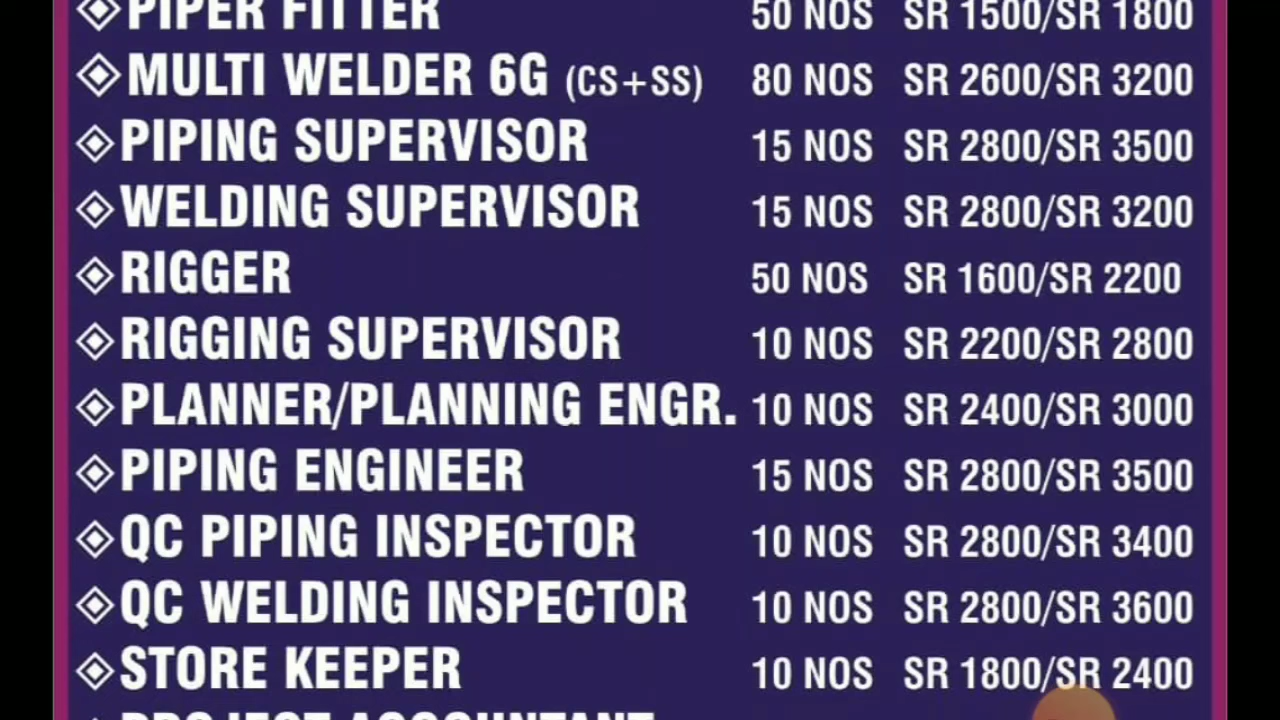 PIPER FITTER 50 NOS SR 1500/SR 1800
MULTI WELDER 6G (CS+SS) 80 NOS SR 2600/SR 3200
PIPING SUPERVISOR 15 NOS SR 2800/SR 3500
WELDING SUPERVISOR 15 NOS SR 2800/SR 3200
RIGGER 50 NOS SR 1600/SR 2200
RIGGING SUPERVISOR 10 NOS SR 2200/SR 2800
PLANNER/PLANNING ENGR. 10 NOS SR 2400/SR 3000
PIPING ENGINEER 15 NOS SR 2800/SR 3500
QC PIPING INSPECTOR 10 NOS SR 2800/SR 3400
QC WELDING INSPECTOR 10 NOS SR 2800/SR 3600
STORE KEEPER 10 NOS SR 1800/SR 2400